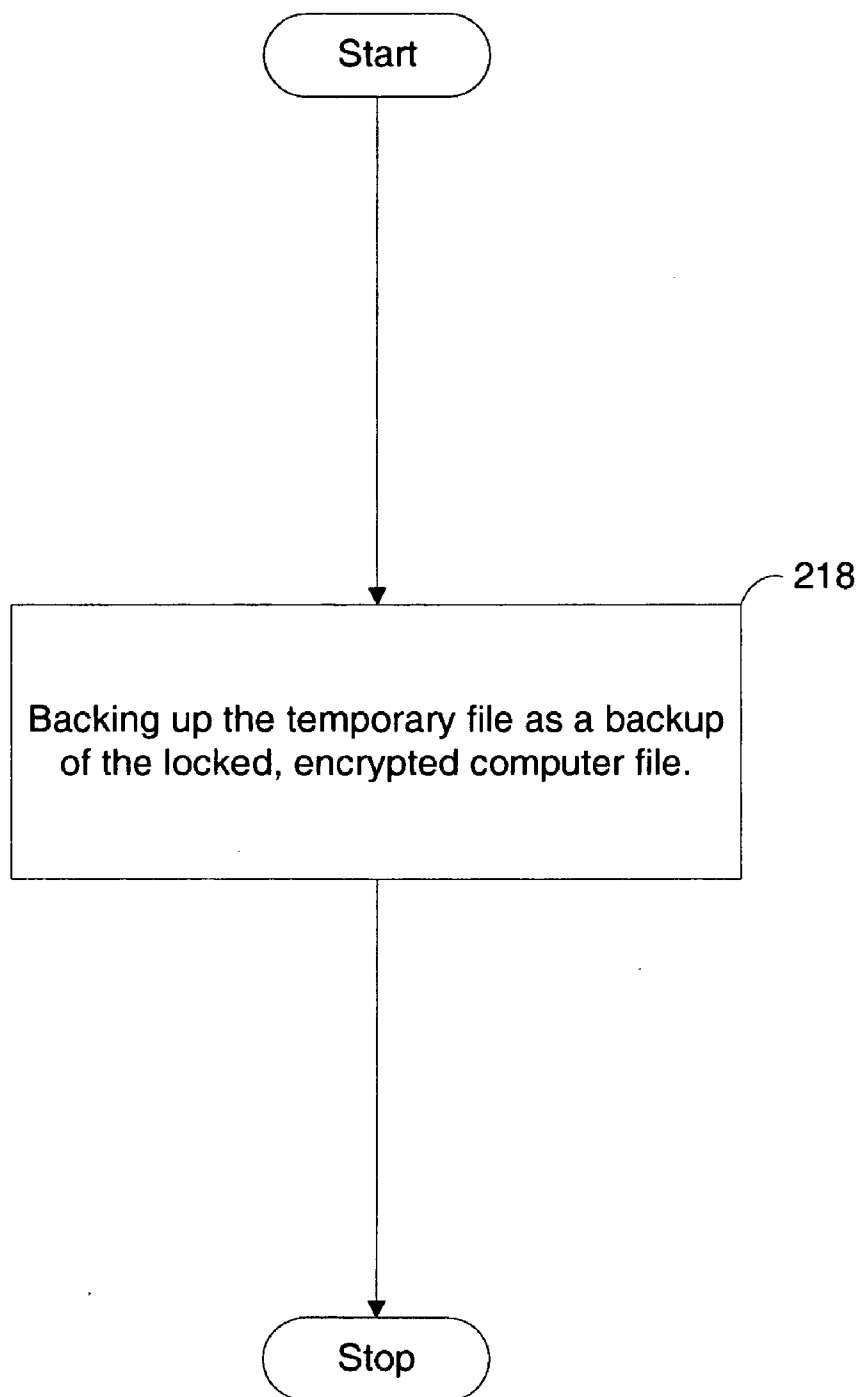 Start
218
Backing up the temporary file as a backup
of the locked, encrypted computer file.
Stop